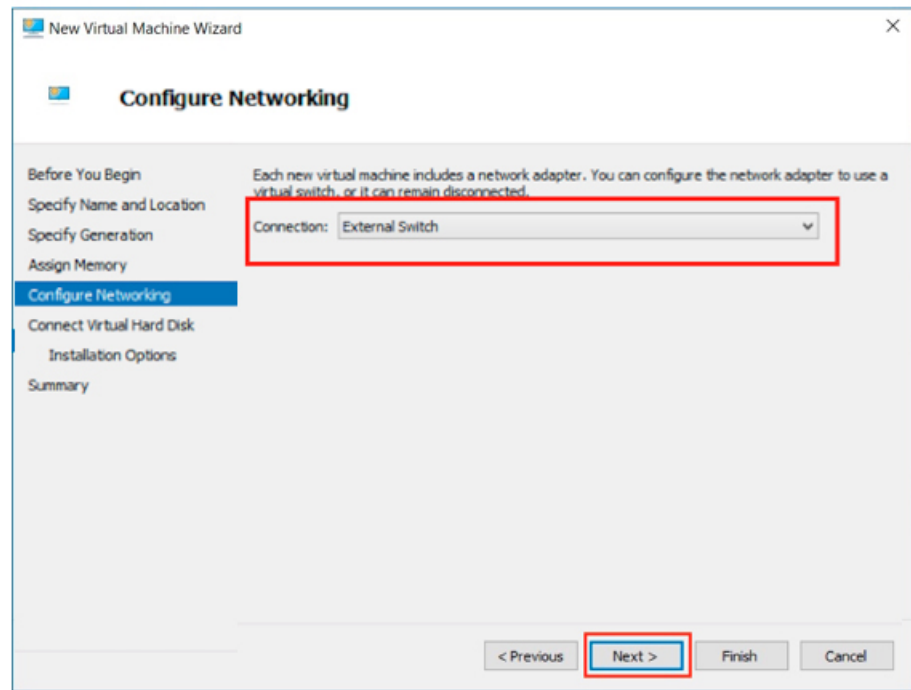 New Virtual Machine Wizard
Configure Networking
Before You Begin
Specify Name and Location
Specify Generation
Assign Memory
Configure Networking
Connect Virtual Hard Disk
Installation Options
Summary
Each new virtual machine includes a network adapter. You can configure the network adapter to use a
virtual switch, or it can remain disconnected.
Connection: External Switch
< Previous Next > Finish Cancel